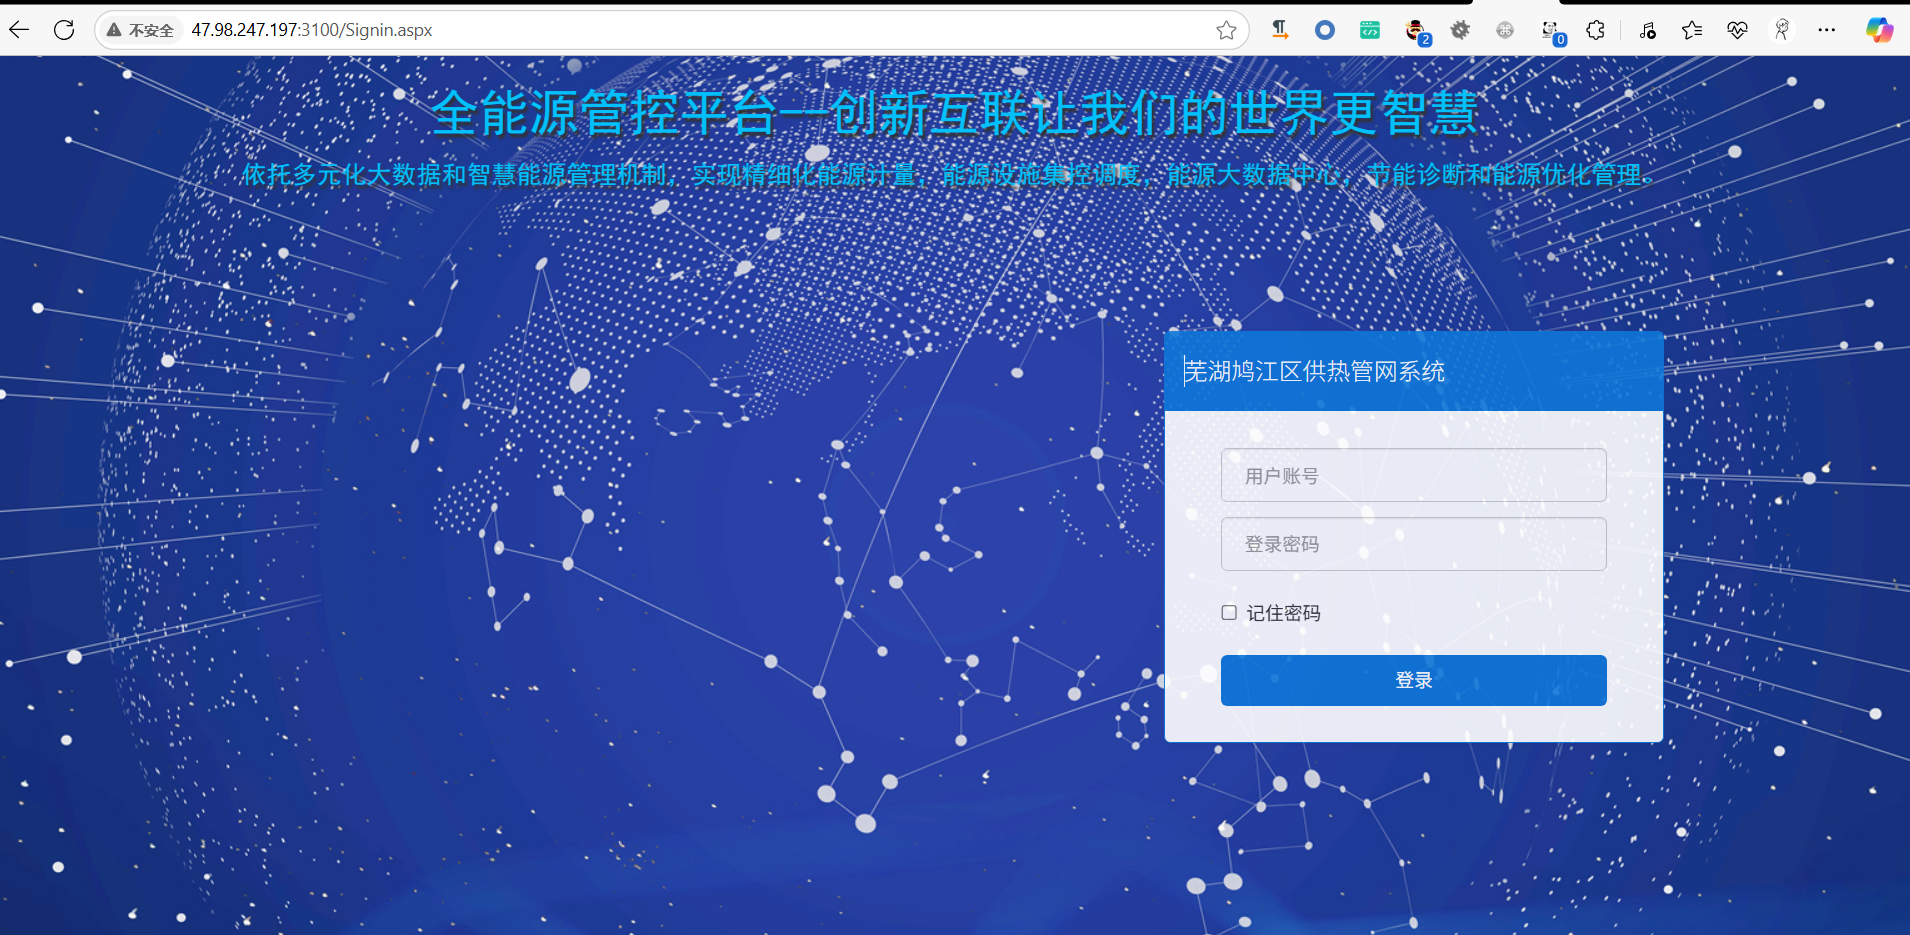 不安全 47.98.247.197:3100/Signin.aspx
2
0
全能源管控平台—创新互联让我们的世界更智慧
依托多元化大数据和智慧能源管理机制，实现精细化能源计量，能源设施集控调度，能源大数据中心，节能诊断和能源优化管理。
芜湖鸠江区供热管网系统
用户账号
登录密码
记住密码
登录